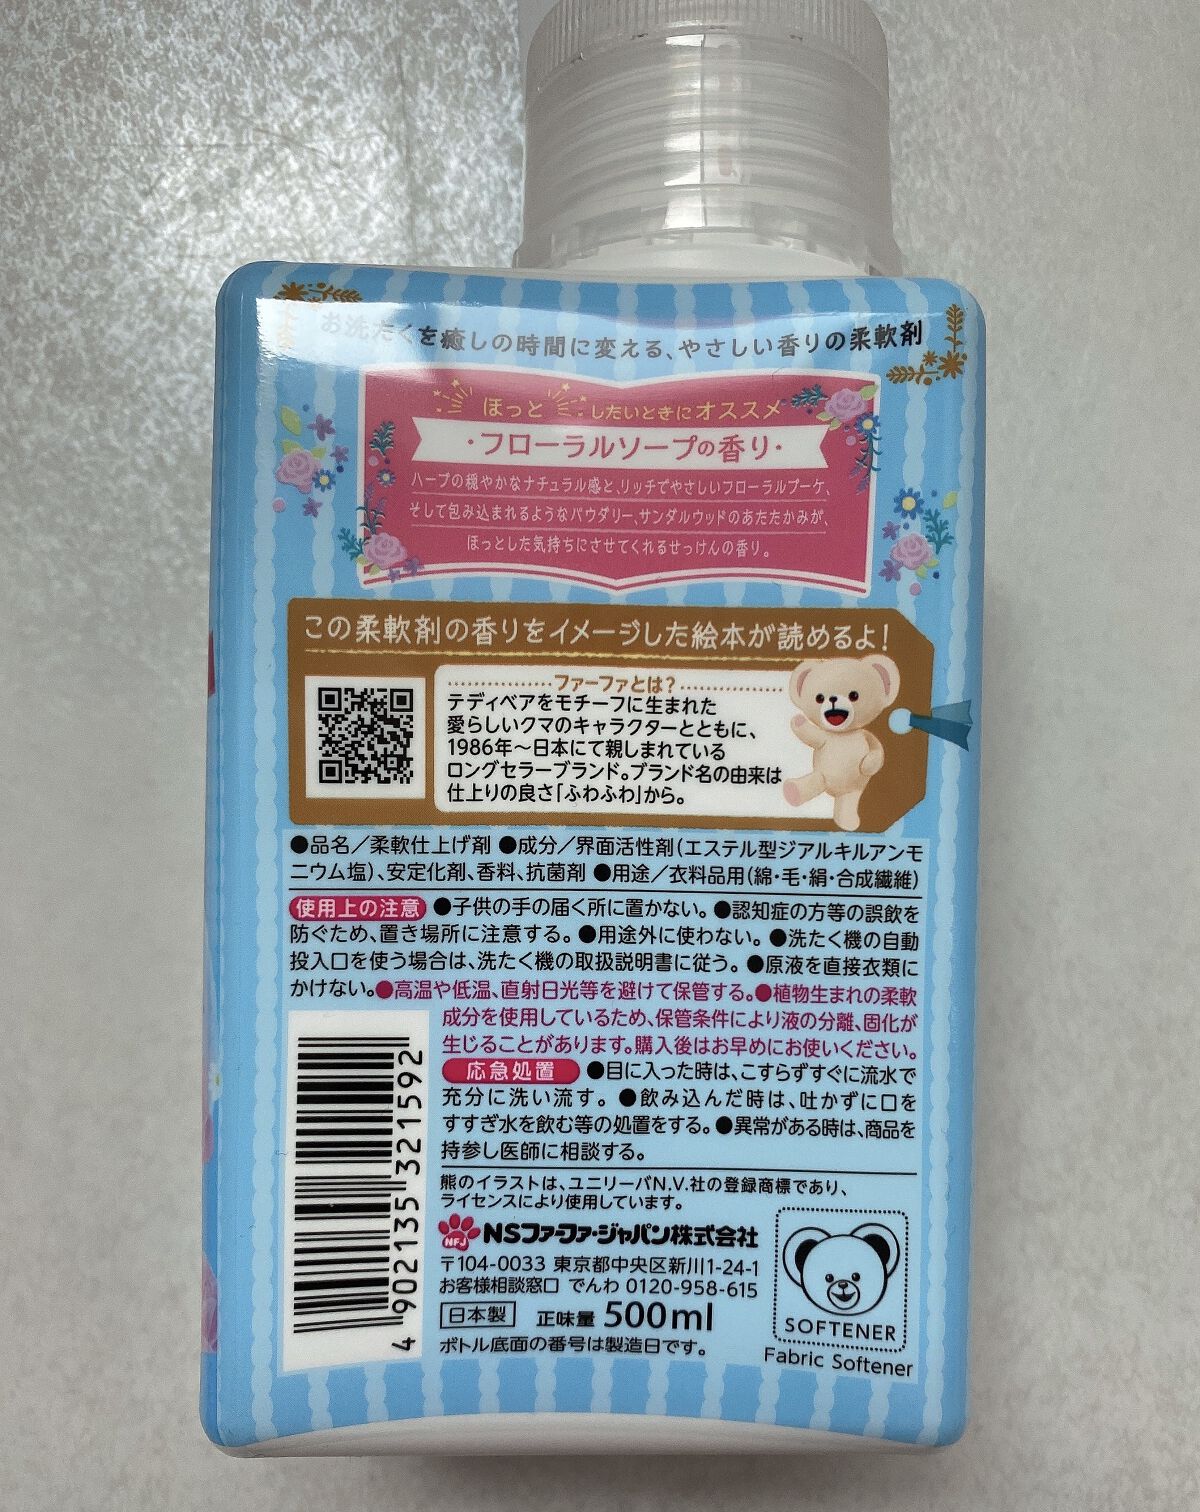 お洗たくを癒しの時間に変える、やさしい香りの柔軟剤
ほっと したいときにオススメ
・フローラルソープの香り・
ハーブの穏やかなナチュラル感と、リッチでやさしいフローラルブーケ、
そして包み込まれるようなパウダリー、サンダルウッドのあたたかみが、
ほっとした気持ちにさせてくれるせっけんの香り。
この柔軟剤の香りをイメージした絵本が読めるよ!
ファーファとは?
テディベアをモチーフに生まれた
愛らしいクマのキャラクターとともに、
1986年〜日本にて親しまれている
ロングセラーブランド。ブランド名の由来は
仕上りの良さ「ふわふわ」から。
●品名/柔軟仕上げ剤 ●成分/界面活性剤(エステル型ジアルキルアンモ
ニウム塩)、安定化剤、香料、抗菌剤 ●用途/衣料品用(綿・毛・絹・合成繊維)
使用上の注意 ●子供の手の届く所に置かない。●認知症の方等の誤飲を
防ぐため、置き場所に注意する。●用途外に使わない。●洗たく機の自動
投入口を使う場合は、洗たく機の取扱説明書に従う。●原液を直接衣類に
かけない。●高温や低温、直射日光等を避けて保管する。●植物生まれの柔軟
成分を使用しているため、保管条件により液の分離、固化が
生じることがあります。購入後はお早めにお使いください。
応急処置 ●目に入った時は、こすらずすぐに流水で
充分に洗い流す。●飲み込んだ時は、吐かずに口を
すすぎ水を飲む等の処置をする。●異常がある時は、商品を
持参し医師に相談する。
熊のイラストは、ユニリーバN.V.社の登録商標であり、
ライセンスにより使用しています。
NFJ NSファーファ・ジャパン株式会社
〒104-0033 東京都中央区新川1-24-1
お客様相談窓口 でんわ 0120-958-615
日本製 正味量 500ml
ボトル底面の番号は製造日です。
SOFTENER
Fabric Softener
4 902135 321592